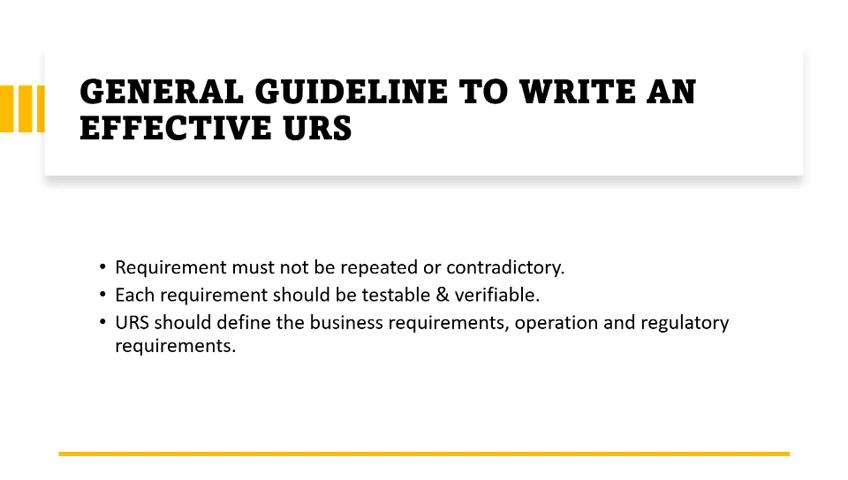 GENERAL GUIDELINE TO WRITE AN
EFFECTIVE URS
• Requirement must not be repeated or contradictory.
• Each requirement should be testable & verifiable.
• URS should define the business requirements, operation and regulatory
requirements.